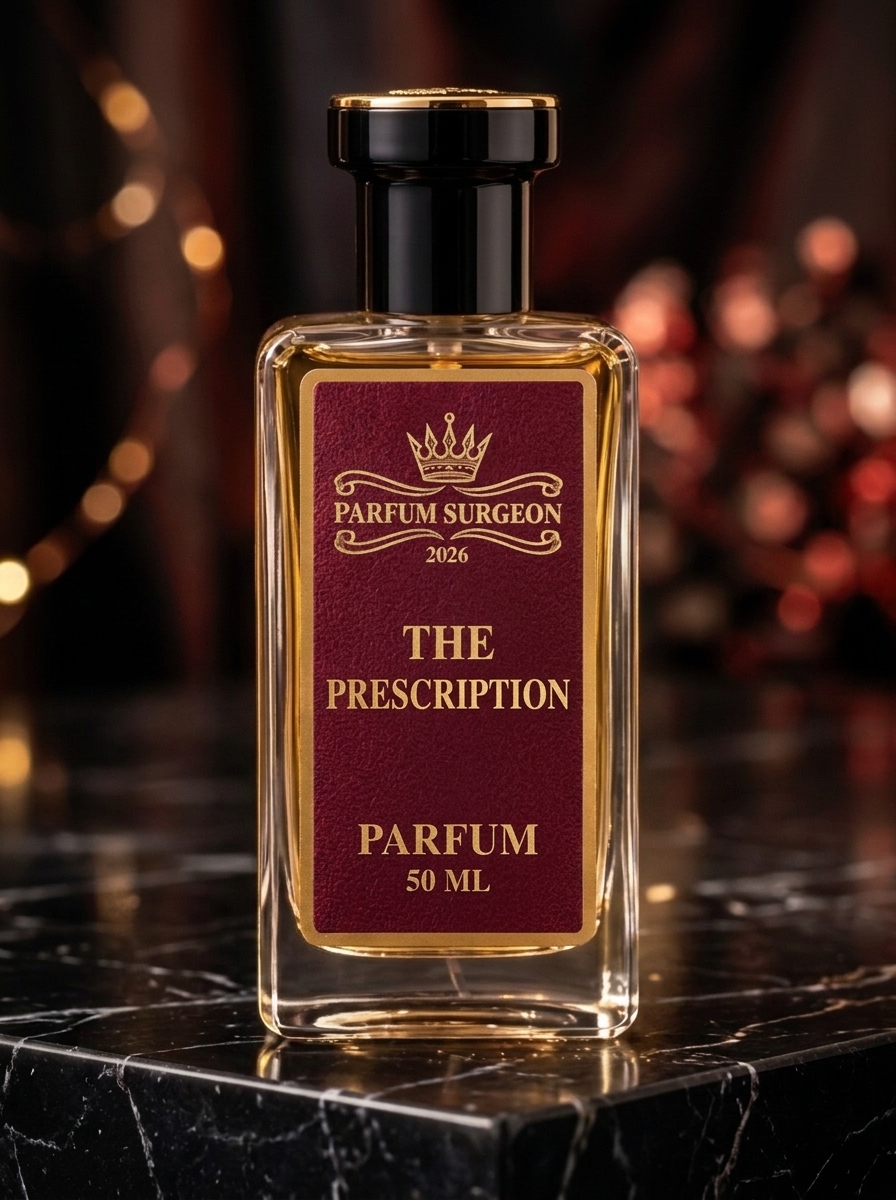 PARFUM SURGEON
2026
THE
PRESCRIPTION
PARFUM
50 ML